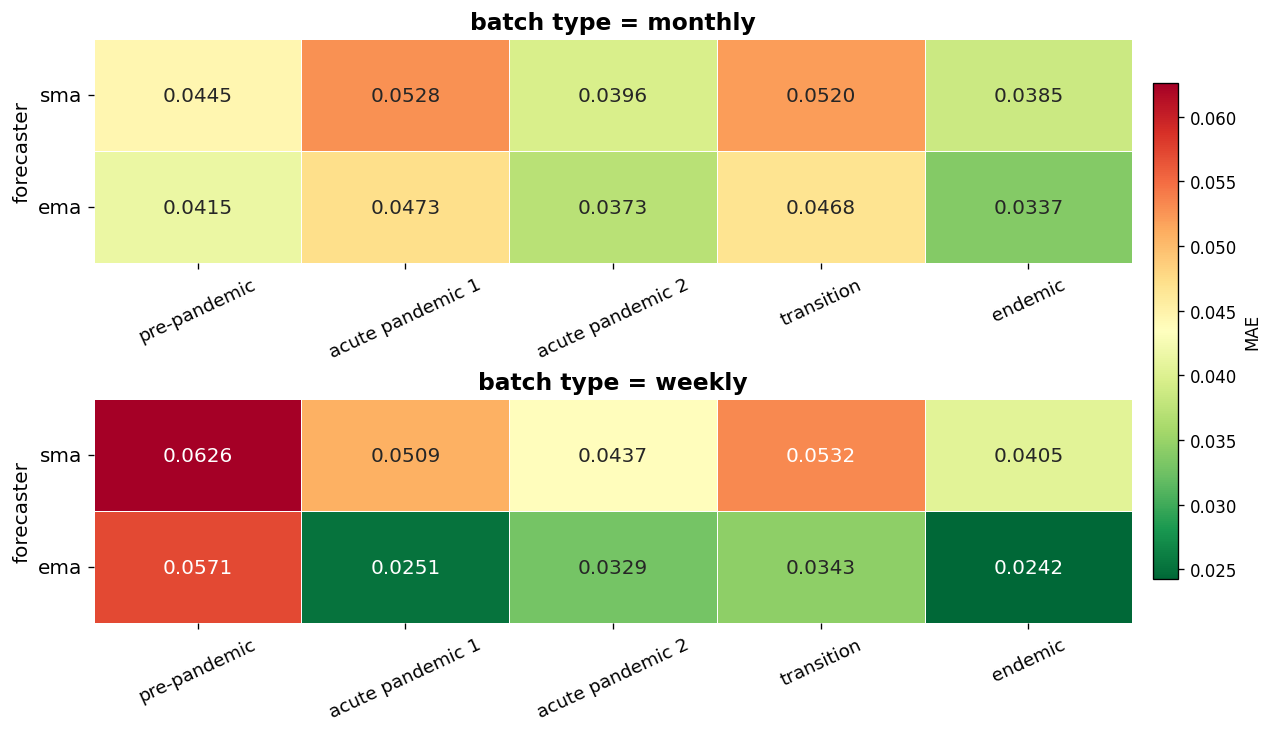 batch type = monthly
forecaster
sma
0.0445 0.0528 0.0396 0.0520 0.0385
ema
0.0415 0.0473 0.0373 0.0468 0.0337
pre-pandemic acute pandemic 1 acute pandemic 2 transition endemic
batch type = weekly
forecaster
sma
0.0626 0.0509 0.0437 0.0532 0.0405
ema
0.0571 0.0251 0.0329 0.0343 0.0242
pre-pandemic acute pandemic 1 acute pandemic 2 transition endemic
0.060
0.055
0.050
0.045
0.040
0.035
0.030
0.025
MAE